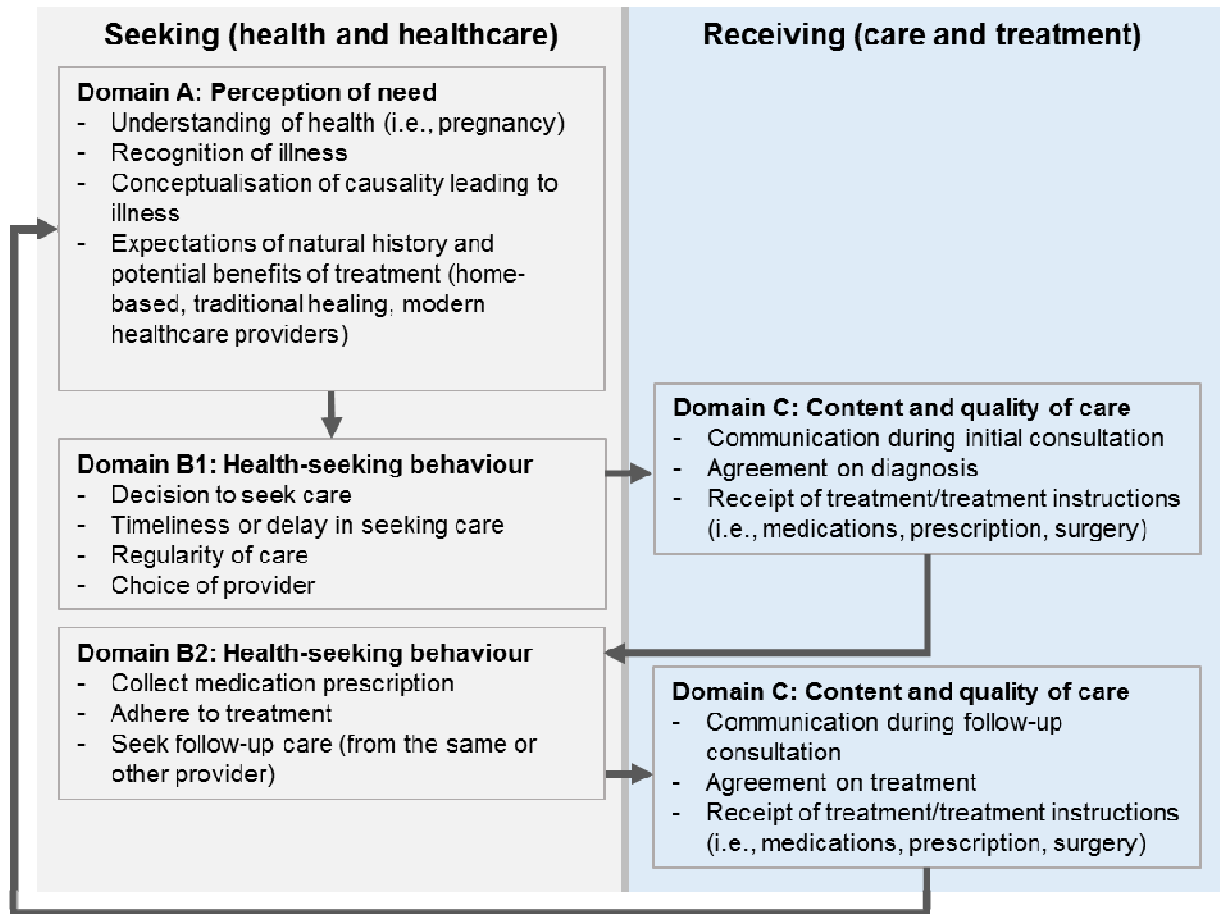 Seeking (health and healthcare)
Domain A: Perception of need
- Understanding of health (i.e., pregnancy)
- Recognition of illness
- Conceptualisation of causality leading to
illness
- Expectations of natural history and
potential benefits of treatment (home-
based, traditional healing, modern
healthcare providers)
Domain B1: Health-seeking behaviour
- Decision to seek care
- Timeliness or delay in seeking care
- Regularity of care
- Choice of provider
Domain B2: Health-seeking behaviour
- Collect medication prescription
- Adhere to treatment
- Seek follow-up care (from the same or
other provider)
Receiving (care and treatment)
Domain C: Content and quality of care
- Communication during initial consultation
- Agreement on diagnosis
- Receipt of treatment/treatment instructions
(i.e., medications, prescription, surgery)
Domain C: Content and quality of care
- Communication during follow-up
consultation
- Agreement on treatment
- Receipt of treatment/treatment instructions
(i.e., medications, prescription, surgery)